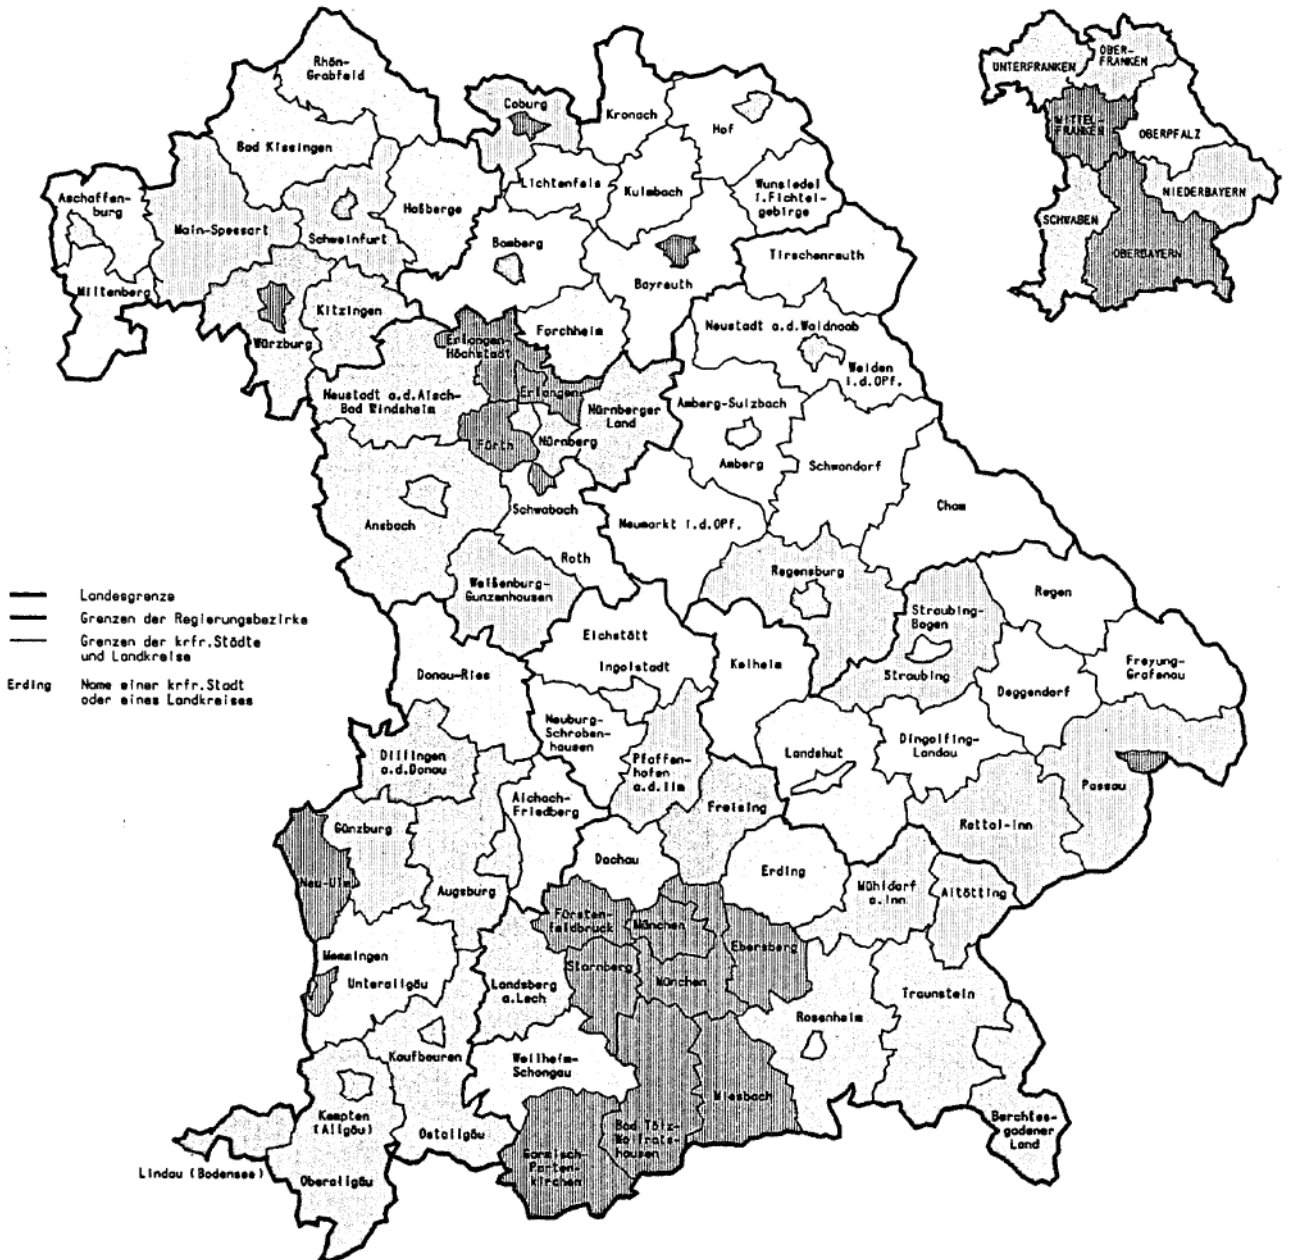 Rhön-
Grabfeld
Coburg
Kronach
Hof
Bad Kissingen
Lichtenfels
Kulmbach
Wunsiedel
i.Fichtel-
gebirge
Aschaffen-
burg
Main-Spessart
Schweinfurt
Haßberge
Bamberg
Bayreuth
Tirschenreuth
Miltenberg
Würzburg
Kitzingen
Forchheim
Erlangen-
Höchstadt
Neustadt a.d.Waldnaab
Weiden
i.d.OPf.
Neustadt a.d.Aisch-
Bad Windsheim
Erlangen
Fürth
Nürnberg
Nürnberger
Land
Amberg-Sulzbach
Amberg
Schwandorf
Cham
Ansbach
Schwabach
Roth
Neumarkt i.d.OPf.
Weißenburg-
Gunzenhausen
Regensburg
Straubing-
Bogen
Straubing
Regen
Eichstätt
Ingolstadt
Kelheim
Deggendorf
Freyung-
Grafenau
Donau-Ries
Neuburg-
Schroben-
hausen
Pfaffen-
hofen
a.d.Ilm
Landshut
Dingolfing-
Landau
Passau
Dillingen
a.d.Donau
Aichach-
Friedberg
Freising
Rottal-Inn
Günzburg
Neu-Ulm
Augsburg
Dachau
Erding
Mühldorf
a.Inn
Altötting
Fürsten-
feldbruck
München
Ebersberg
Starnberg
München
Memmingen
Unterallgäu
Landsberg
a.Lech
Rosenheim
Traunstein
Kaufbeuren
Weilheim-
Schongau
Miesbach
Bad Tölz-
Wolfrats-
hausen
Garmisch-
Parten-
kirchen
Berchtes-
gadener
Land
Kempten
(Allgäu)
Ostallgäu
Oberallgäu
Lindau (Bodensee)
UNTERFRANKEN
OBER-
FRANKEN
MITTEL-
FRANKEN
OBERPFALZ
NIEDERBAYERN
SCHWABEN
OBERBAYERN
Landesgrenze
Grenzen der Regierungsbezirke
Grenzen der krfr.Städte
und Landkreise
Erding Name einer krfr.Stadt
oder eines Landkreises